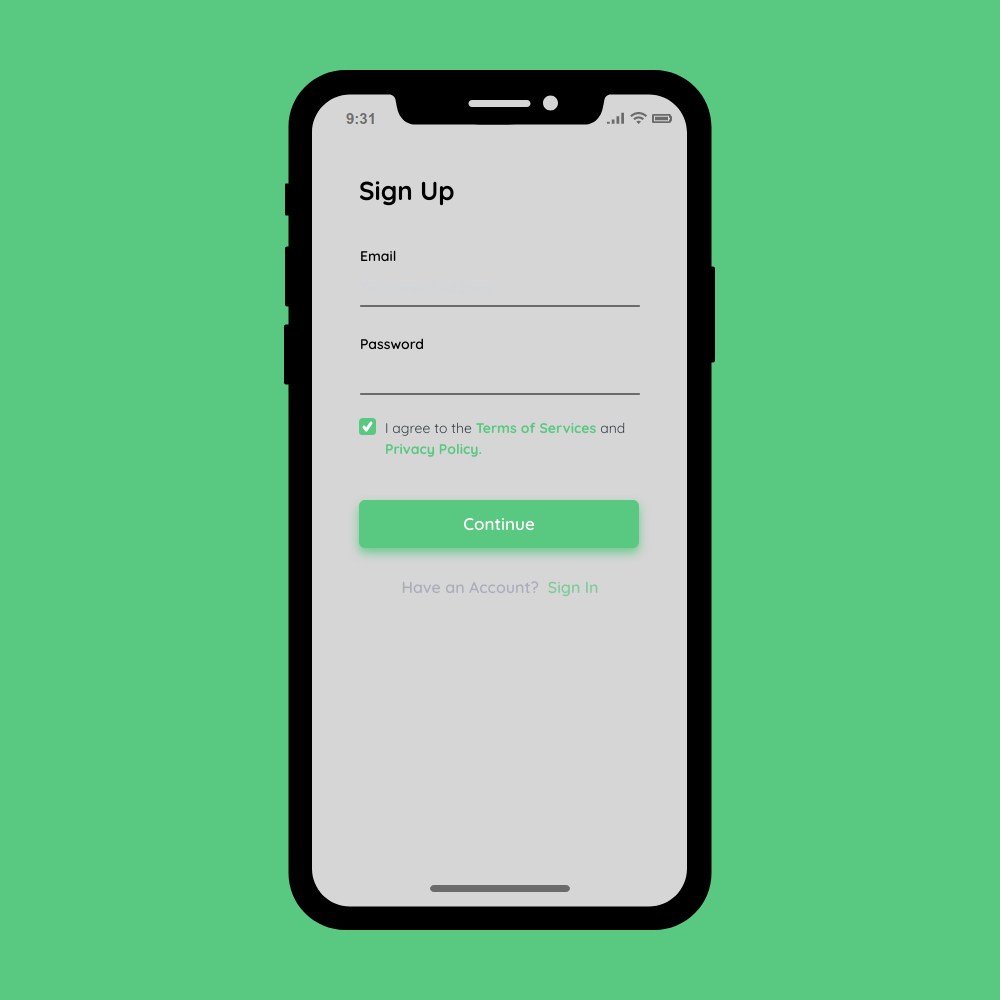 9:31
Sign Up
Email
Password
I agree to the Terms of Services and
Privacy Policy.
Continue
Have an Account? Sign In